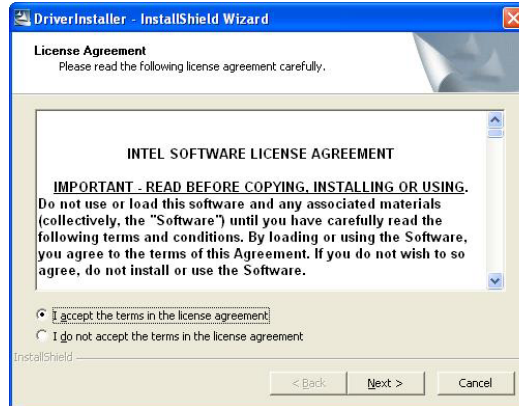 DriverInstaller - InstallShield Wizard
License Agreement
Please read the following license agreement carefully.
INTEL SOFTWARE LICENSE AGREEMENT
IMPORTANT - READ BEFORE COPYING, INSTALLING OR USING.
Do not use or load this software and any associated materials
(collectively, the "Software") until you have carefully read the
following terms and conditions. By loading or using the Software,
you agree to the terms of this Agreement. If you do not wish to so
agree, do not install or use the Software.
I accept the terms in the license agreement
I do not accept the terms in the license agreement
InstallShield
< Back
Next >
Cancel